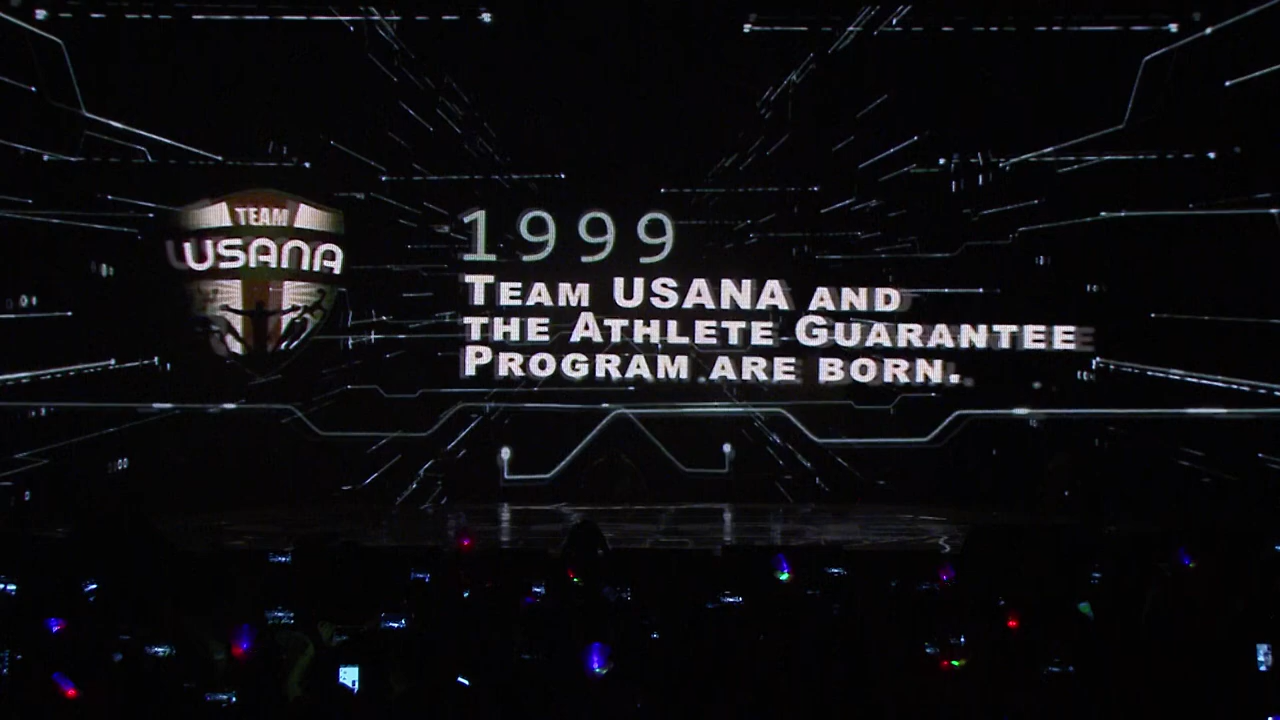 TEAM
USANA
1999
TEAM USANA AND
THE ATHLETE GUARANTEE
PROGRAM ARE BORN.